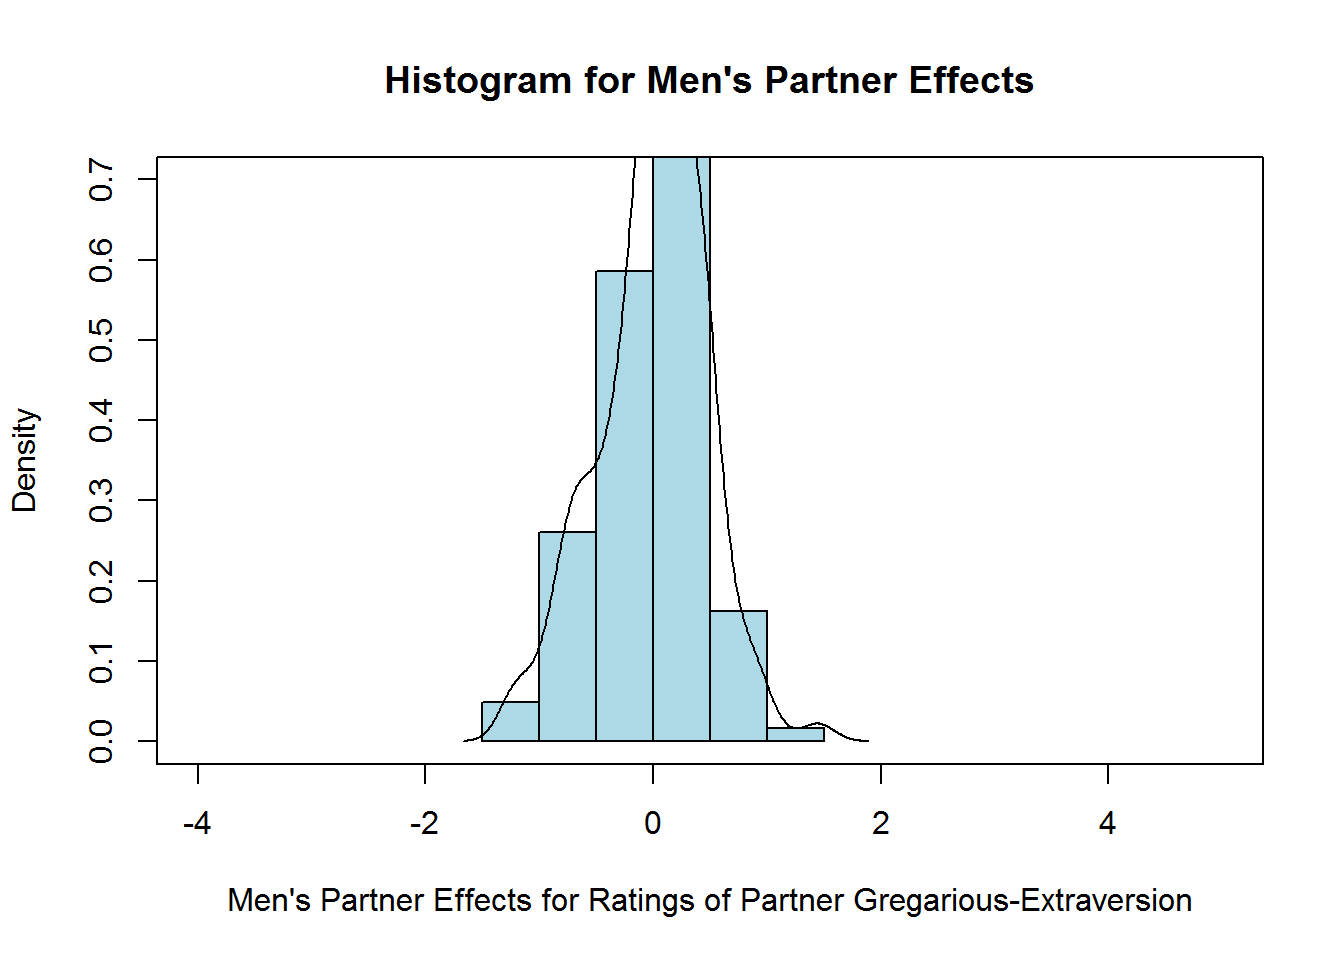 Histogram for Men's Partner Effects
0.7
0.6
0.5
0.4
0.3
0.2
0.1
0.0
Density
-4 -2 0 2 4
Men's Partner Effects for Ratings of Partner Gregarious-Extraversion